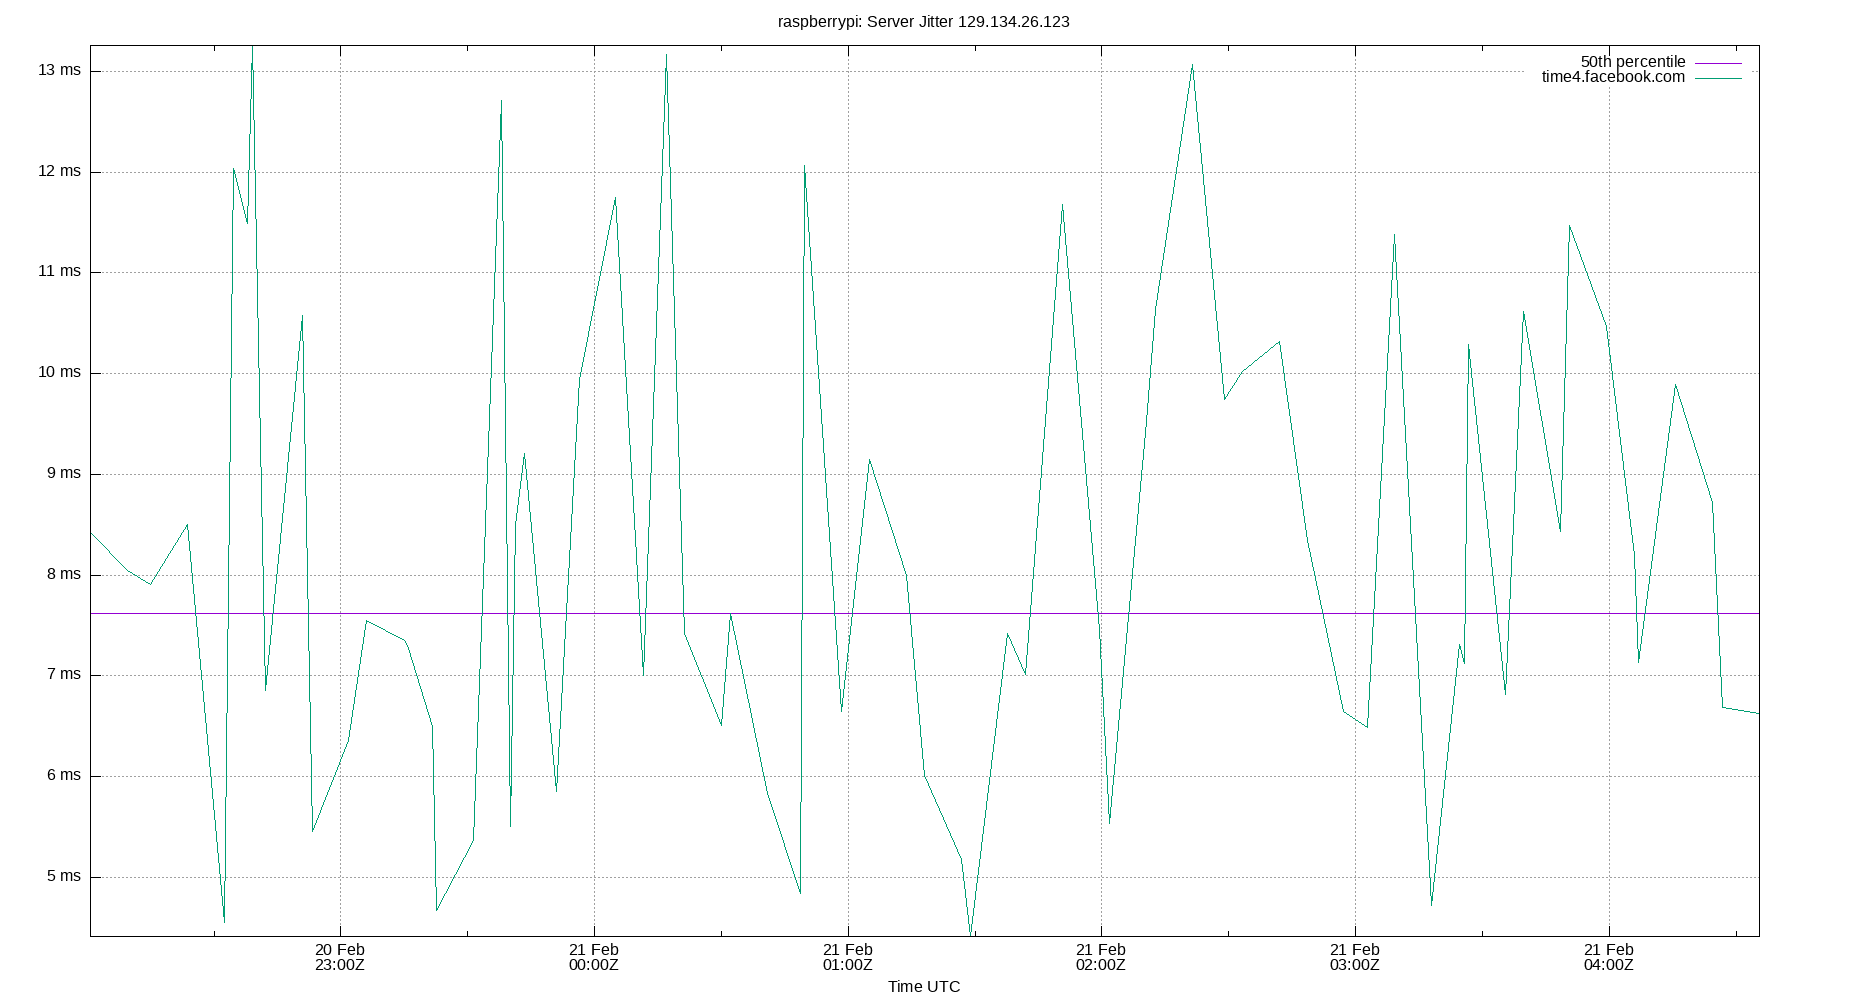 raspberrypi: Server Jitter 129.134.26.123
50th percentile
time4.facebook.com
13 ms
12 ms
11 ms
10 ms
9 ms
8 ms
7 ms
6 ms
5 ms
20 Feb 21 Feb 21 Feb 21 Feb 21 Feb 21 Feb
23:00Z 00:00Z 01:00Z 02:00Z 03:00Z 04:00Z
Time UTC